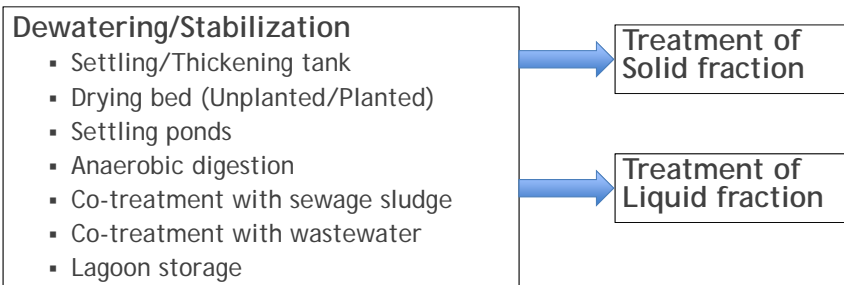 Dewatering/Stabilization
▪ Settling/Thickening tank
▪ Drying bed (Unplanted/Planted)
▪ Settling ponds
▪ Anaerobic digestion
▪ Co-treatment with sewage sludge
▪ Co-treatment with wastewater
▪ Lagoon storage
Treatment of
Solid fraction
Treatment of
Liquid fraction